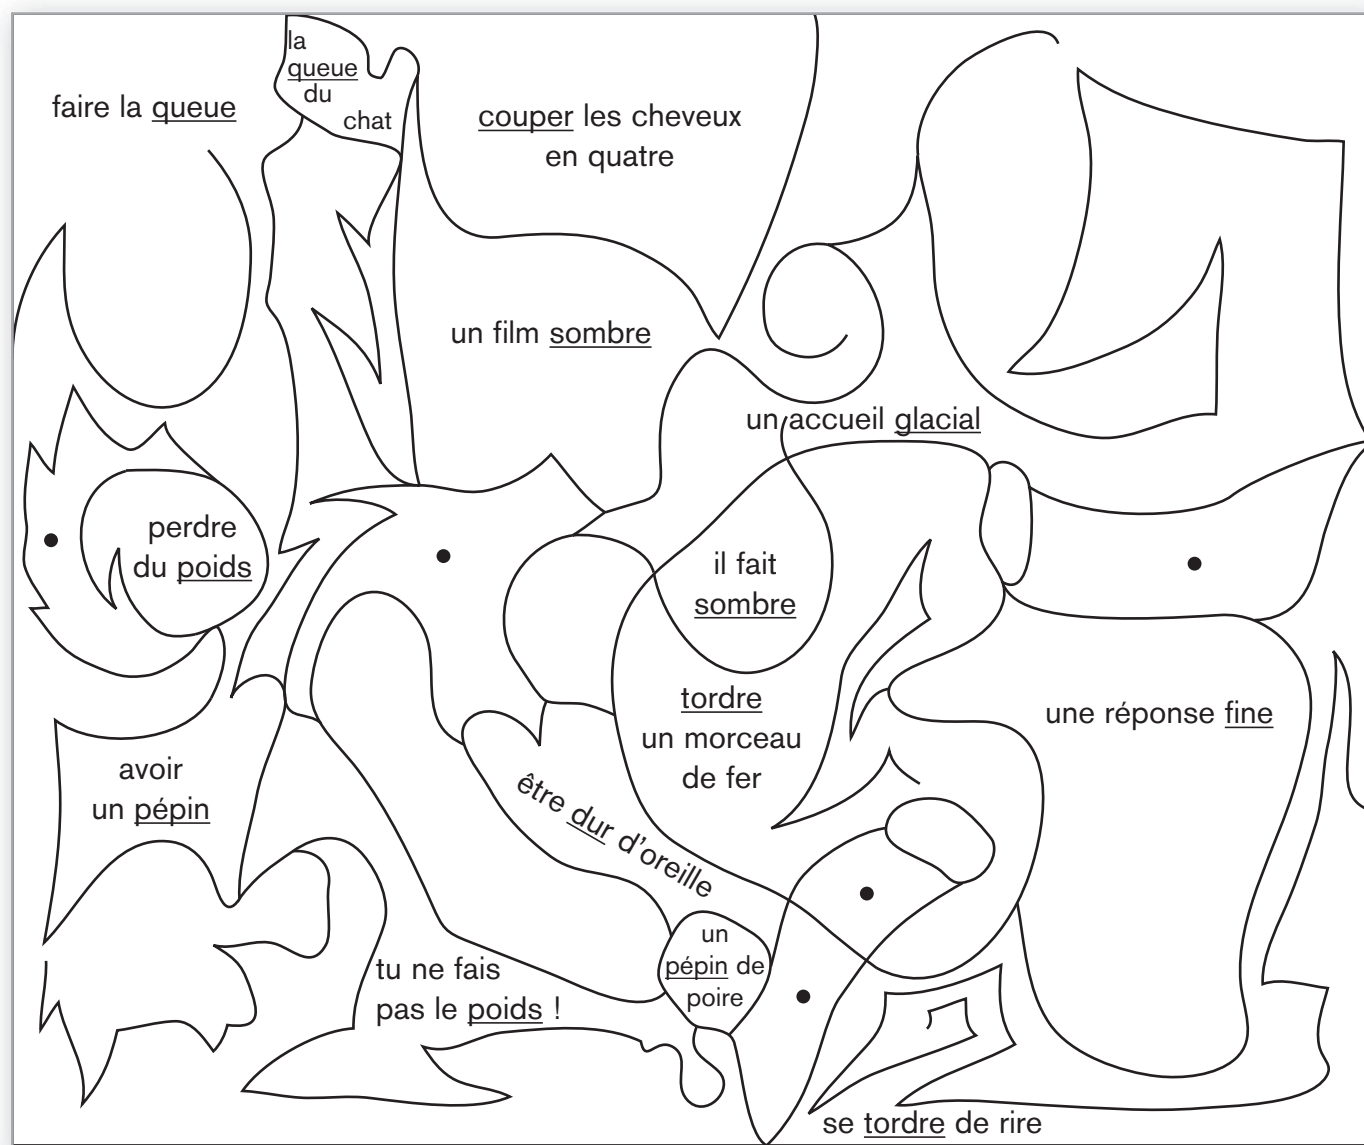 la
queue
du
chat
faire la queue
couper les cheveux
en quatre
un film sombre
un accueil glacial
perdre
du poids
il fait
sombre
tordre
un morceau
de fer
une réponse fine
avoir
un pépin
être dur d'oreille
un
pépin de
poire
tu ne fais
pas le poids !
se tordre de rire